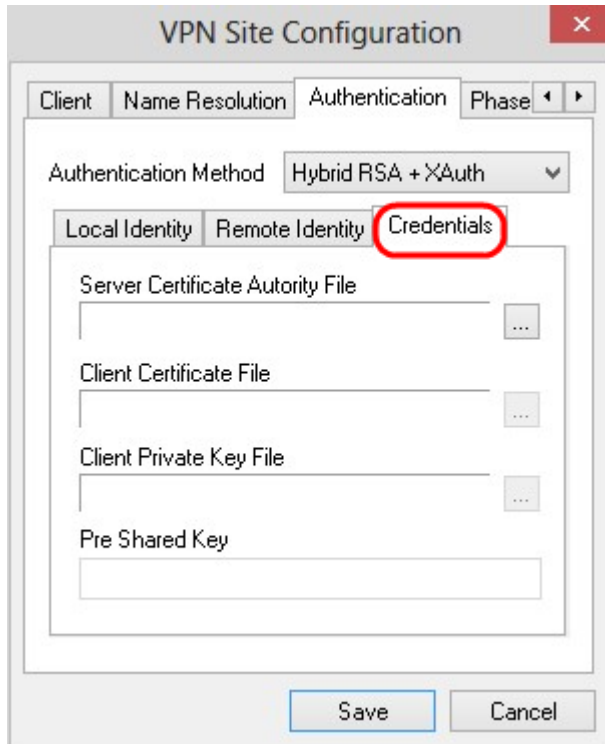 VPN Site Configuration
Client Name Resolution Authentication Phase
Authentication Method Hybrid RSA + XAuth
Local Identity Remote Identity Credentials
Server Certificate Autority File
...
Client Certificate File
...
Client Private Key File
...
Pre Shared Key
Save Cancel